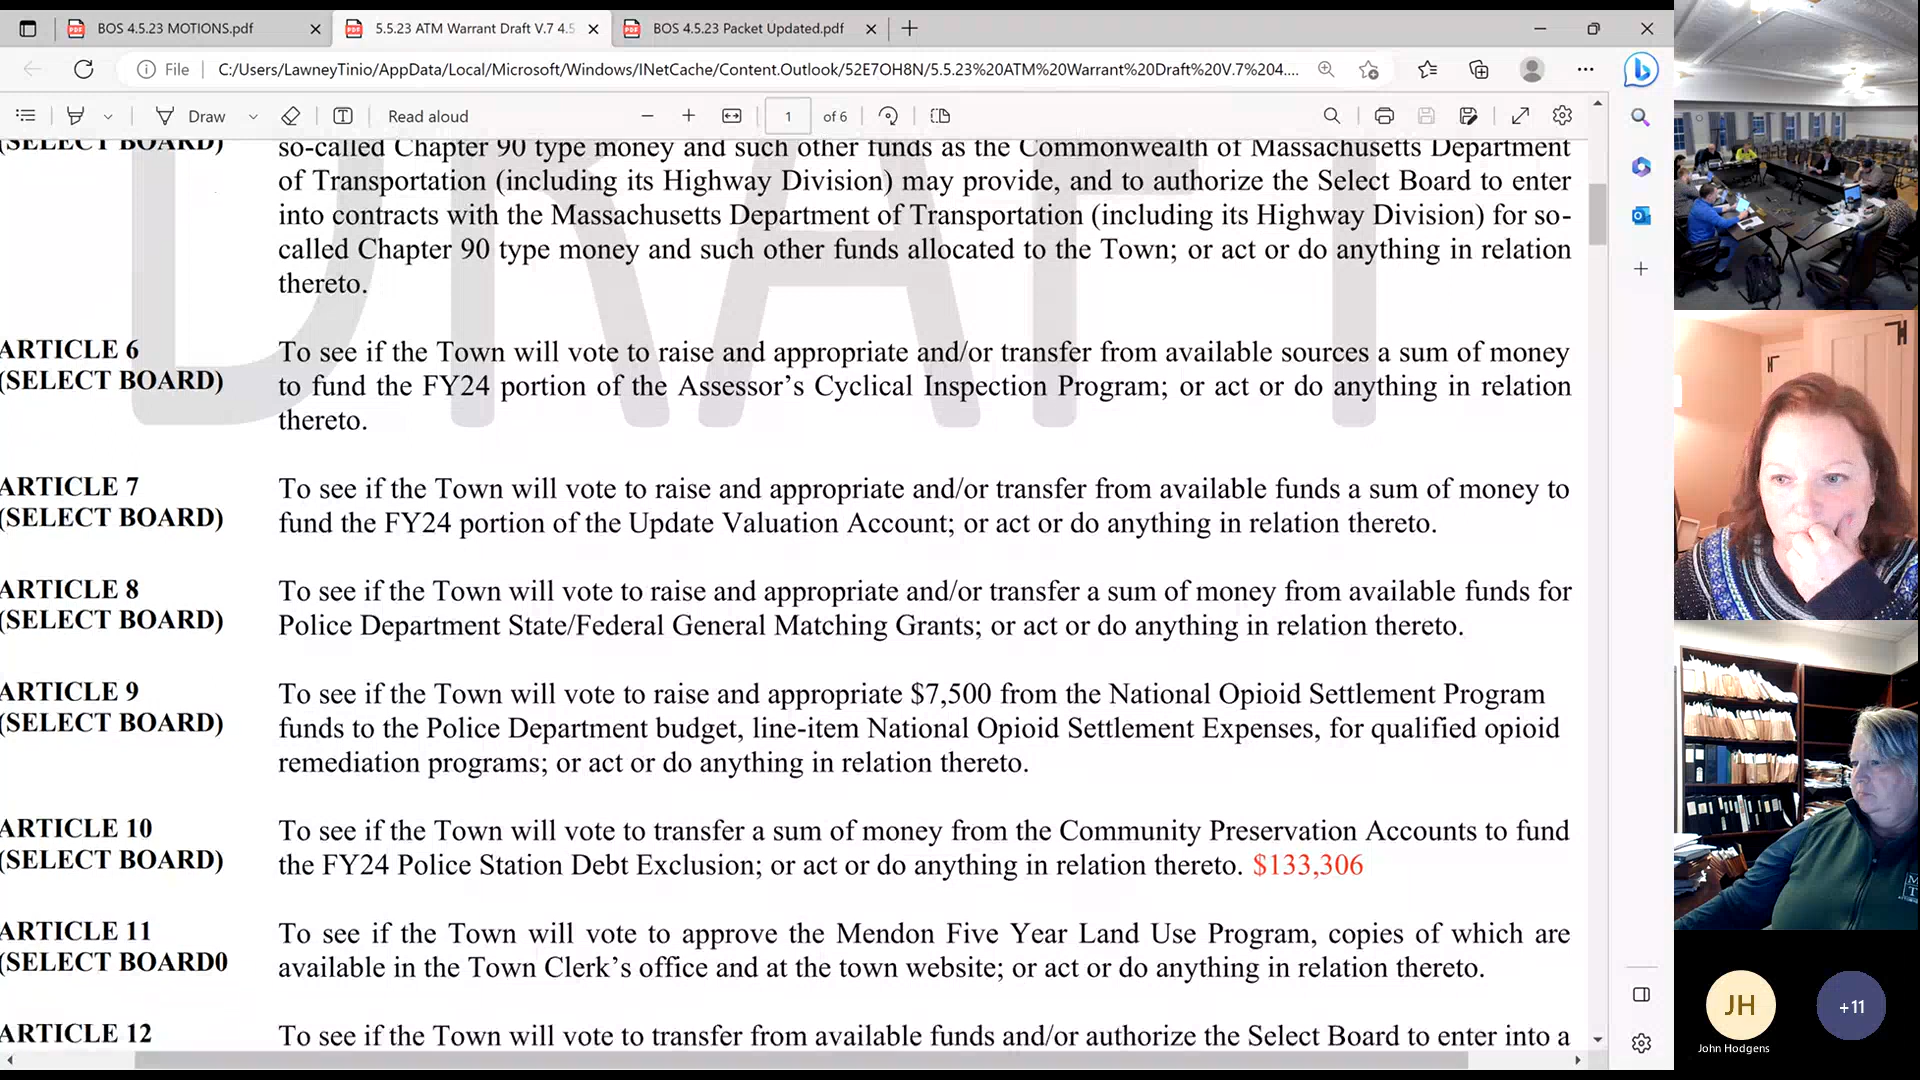 BOS 4.5.23 MOTIONS.pdf
5.5.23 ATM Warrant Draft V.7 4.5
BOS 4.5.23 Packet Updated.pdf
File
C:/Users/LawneyTinio/AppData/Local/Microsoft/Windows/INetCache/Content.Outlook/52E7OH8N/5.5.23%20ATM%20Warrant%20Draft%20V.7%204....
Draw
Read aloud
1 of 6
DRAFT
(SELECT BOARD)
so-called Chapter 90 type money and such other funds as the Commonwealth of Massachusetts Department
of Transportation (including its Highway Division) may provide, and to authorize the Select Board to enter
into contracts with the Massachusetts Department of Transportation (including its Highway Division) for so-
called Chapter 90 type money and such other funds allocated to the Town; or act or do anything in relation
thereto.
ARTICLE 6
(SELECT BOARD)
To see if the Town will vote to raise and appropriate and/or transfer from available sources a sum of money
to fund the FY24 portion of the Assessor’s Cyclical Inspection Program; or act or do anything in relation
thereto.
ARTICLE 7
(SELECT BOARD)
To see if the Town will vote to raise and appropriate and/or transfer from available funds a sum of money to
fund the FY24 portion of the Update Valuation Account; or act or do anything in relation thereto.
ARTICLE 8
(SELECT BOARD)
To see if the Town will vote to raise and appropriate and/or transfer a sum of money from available funds for
Police Department State/Federal General Matching Grants; or act or do anything in relation thereto.
ARTICLE 9
(SELECT BOARD)
To see if the Town will vote to raise and appropriate $7,500 from the National Opioid Settlement Program
funds to the Police Department budget, line-item National Opioid Settlement Expenses, for qualified opioid
remediation programs; or act or do anything in relation thereto.
ARTICLE 10
(SELECT BOARD)
To see if the Town will vote to transfer a sum of money from the Community Preservation Accounts to fund
the FY24 Police Station Debt Exclusion; or act or do anything in relation thereto. $133,306
ARTICLE 11
(SELECT BOARD0
To see if the Town will vote to approve the Mendon Five Year Land Use Program, copies of which are
available in the Town Clerk’s office and at the town website; or act or do anything in relation thereto.
ARTICLE 12
To see if the Town will vote to transfer from available funds and/or authorize the Select Board to enter into a
JH
+11
John Hodgens